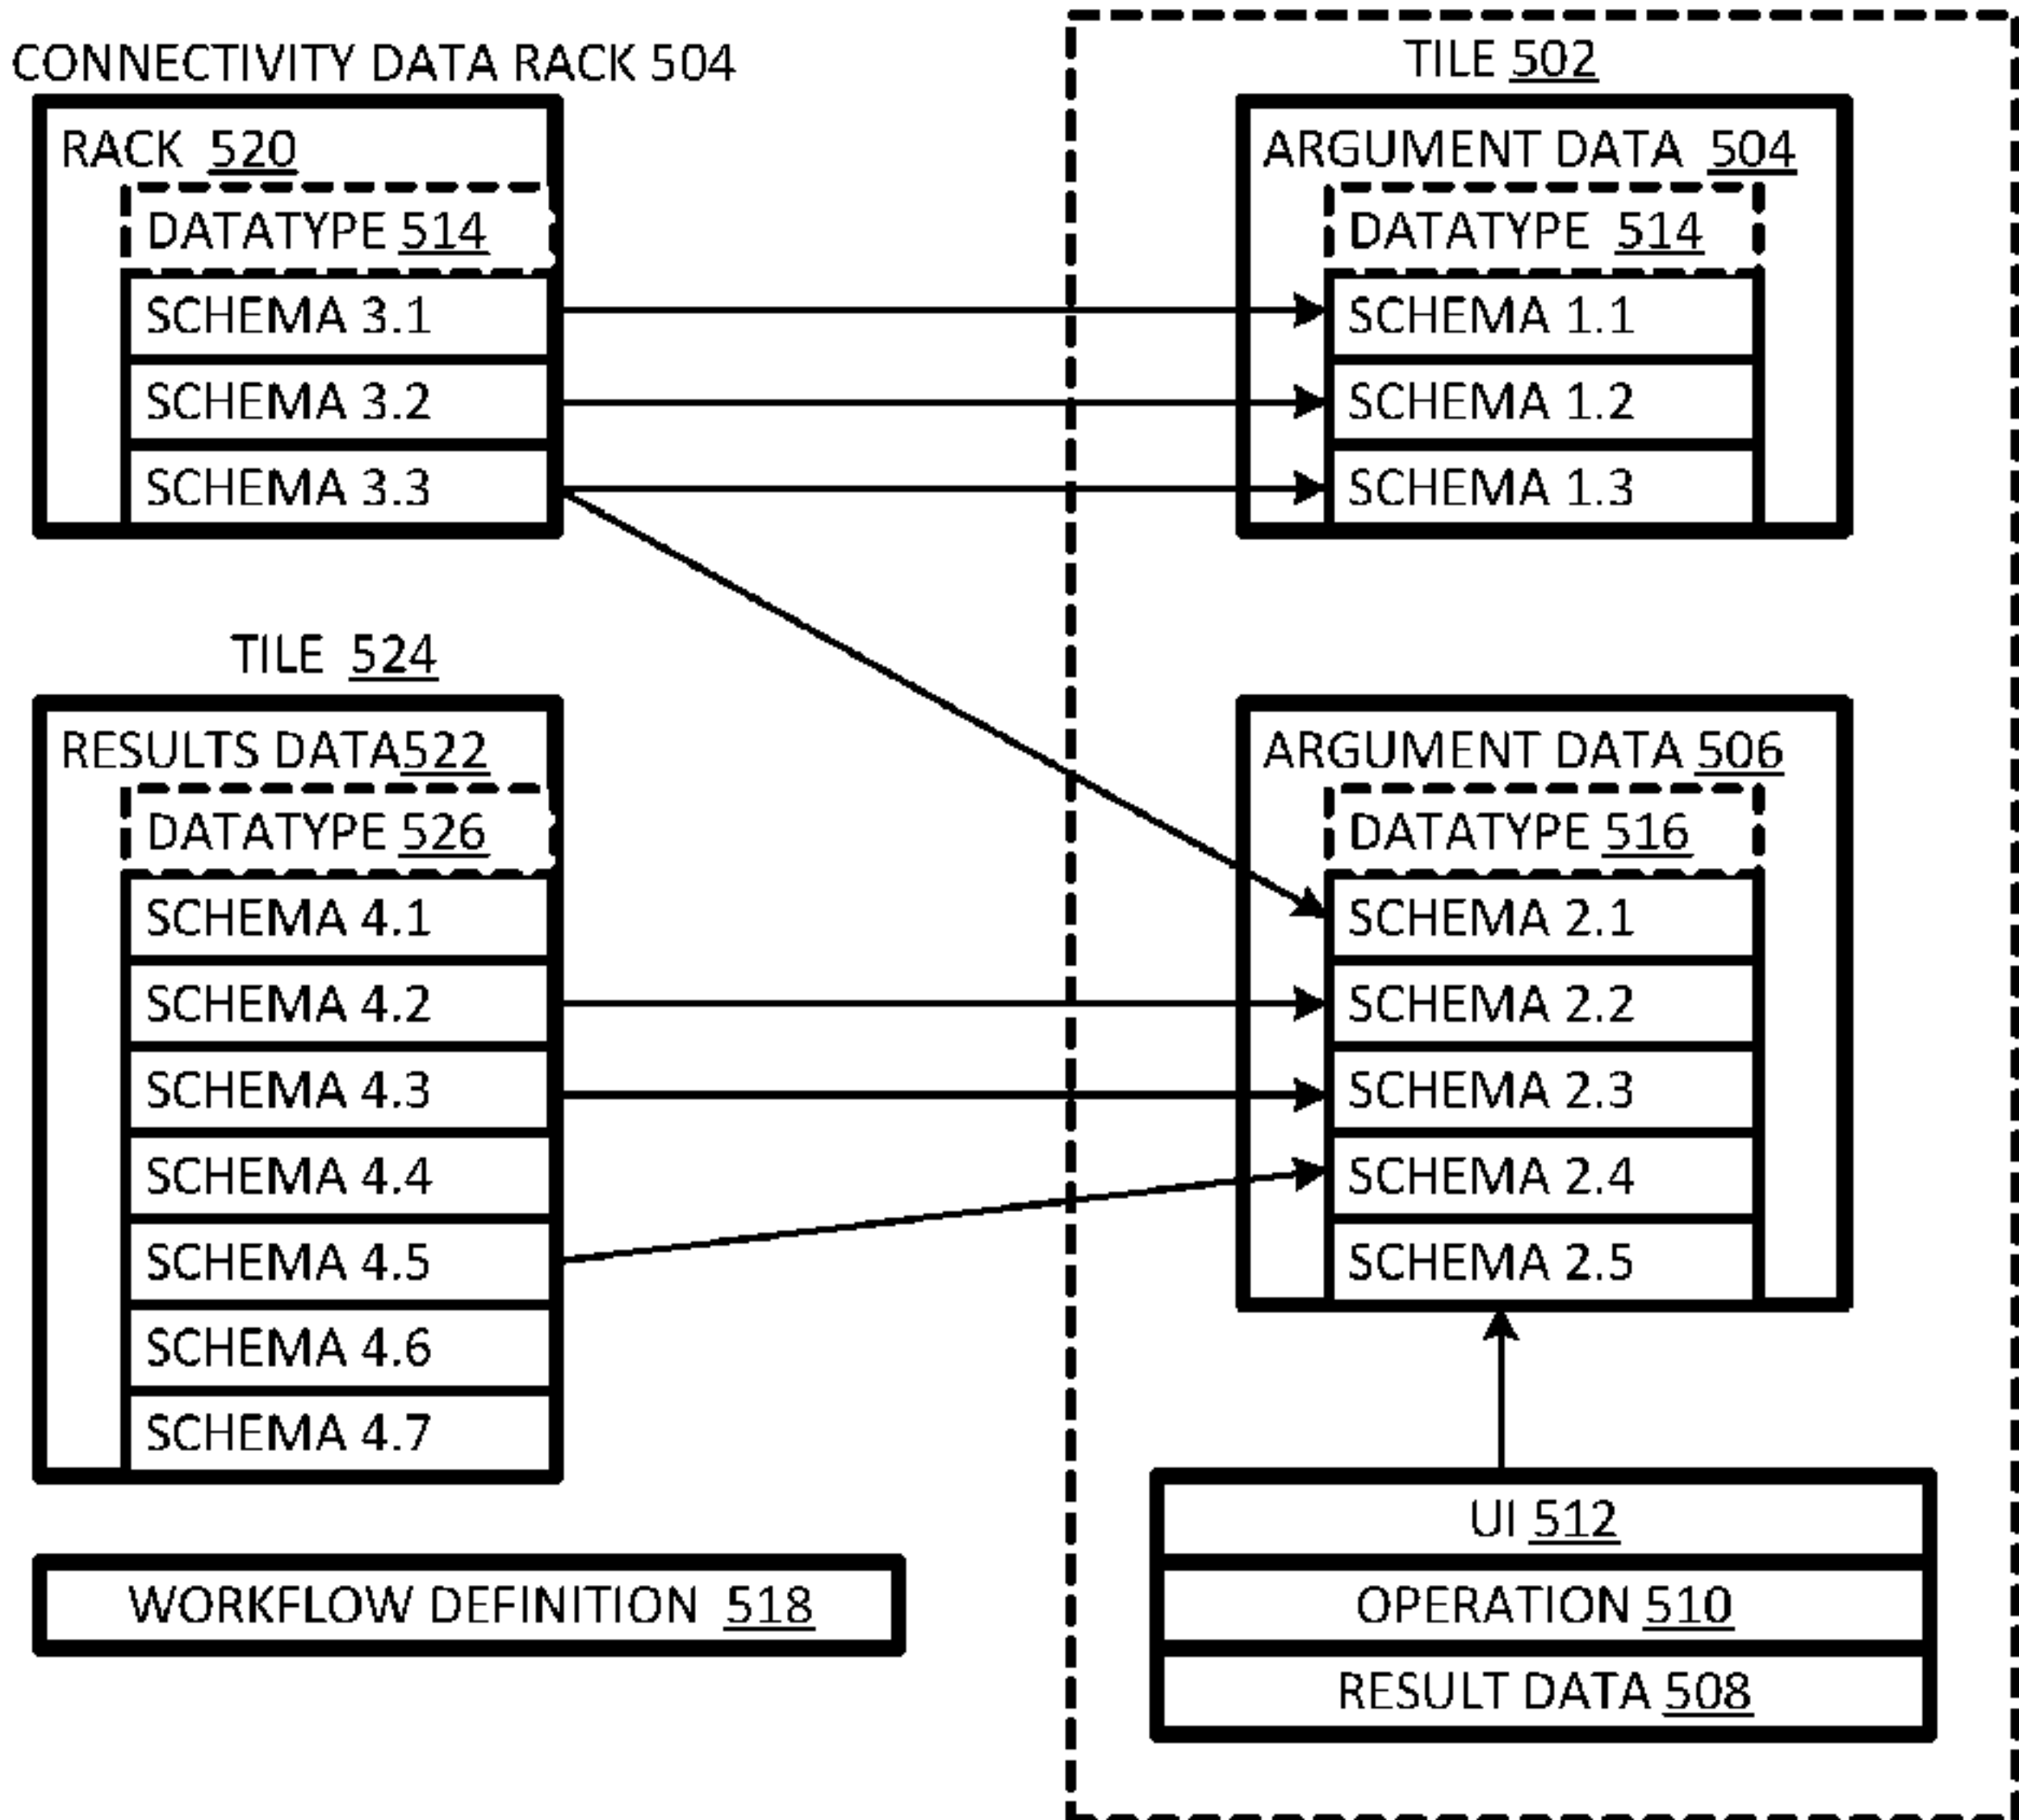 CONNECTIVITY DATA RACK 504
RACK 520
DATATYPE 514
SCHEMA 3.1
SCHEMA 3.2
SCHEMA 3.3
TILE 524
RESULTS DATA522
DATATYPE 526
SCHEMA 4.1
SCHEMA 4.2
SCHEMA 4.3
SCHEMA 4.4
SCHEMA 4.5
SCHEMA 4.6
SCHEMA 4.7
WORKFLOW DEFINITION 518
TILE 502
ARGUMENT DATA 504
DATATYPE 514
SCHEMA 1.1
SCHEMA 1.2
SCHEMA 1.3
ARGUMENT DATA 506
DATATYPE 516
SCHEMA 2.1
SCHEMA 2.2
SCHEMA 2.3
SCHEMA 2.4
SCHEMA 2.5
UI 512
OPERATION 510
RESULT DATA 508